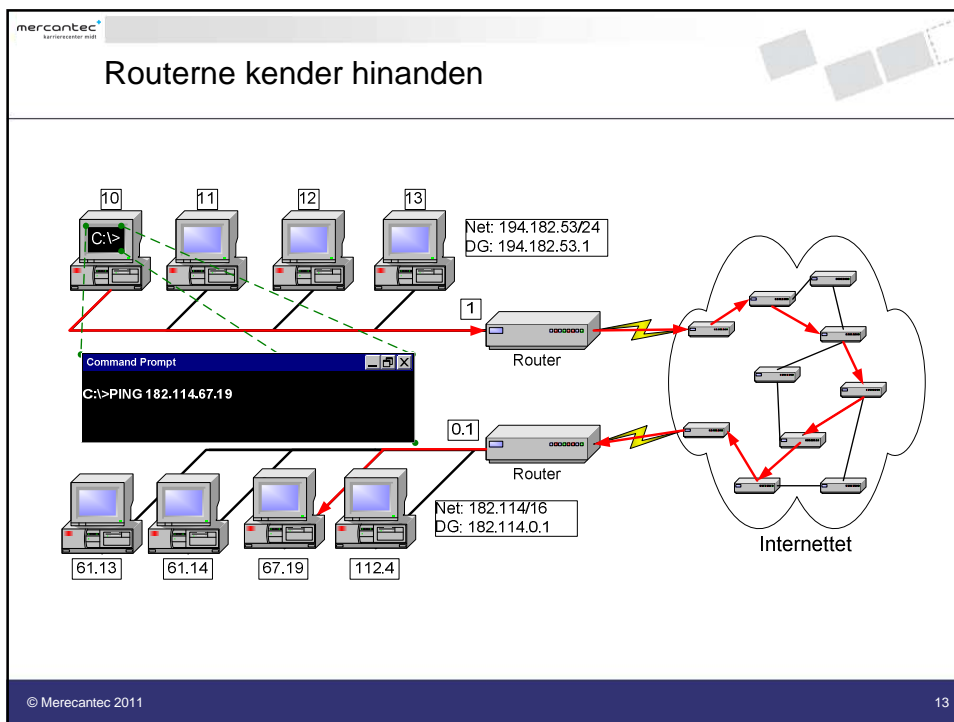 mercantec
karrierecenter midt
Routerne kender hinanden
10
11
12
13
C:\>
Net: 194.182.53/24
DG: 194.182.53.1
1
Router
Command Prompt
C:\>PING 182.114.67.19
0.1
Router
Net: 182.114/16
DG: 182.114.0.1
61.13
61.14
67.19
112.4
Internettet
© Merecantec 2011
13